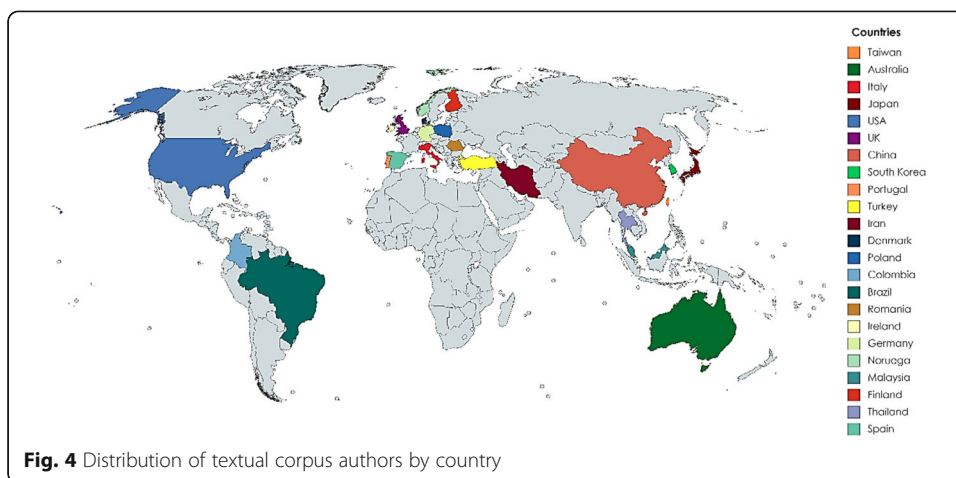 Countries
Taiwan
Australia
Italy
Japan
USA
UK
China
South Korea
Portugal
Turkey
Iran
Denmark
Poland
Colombia
Brazil
Romania
Ireland
Germany
Noruega
Malaysia
Finland
Thailand
Spain
Fig. 4 Distribution of textual corpus authors by country